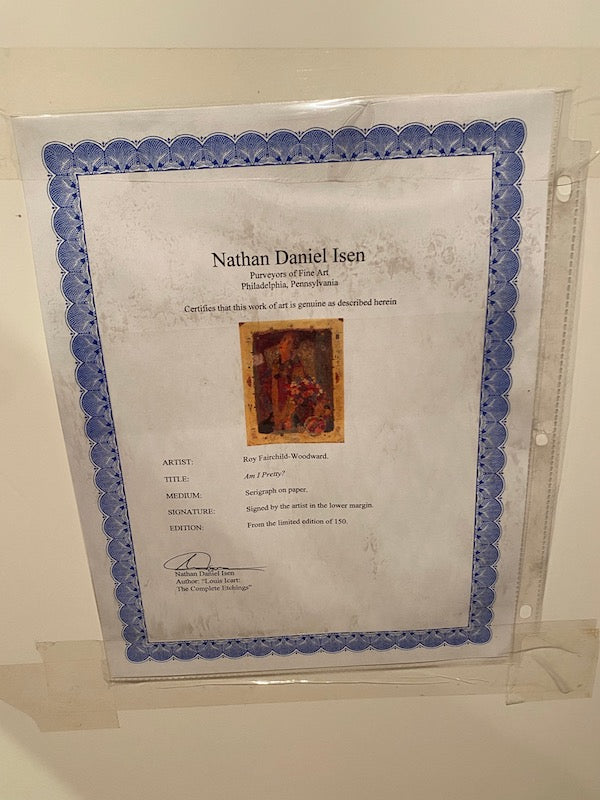 Nathan Daniel Isen
Purveyors of Fine Art
Philadelphia, Pennsylvania
Certifies that this work of art is genuine as described herein
ARTIST: Roy Fairchild-Woodward.
TITLE: Am I Pretty?
MEDIUM: Serigraph on paper.
SIGNATURE: Signed by the artist in the lower margin.
EDITION: From the limited edition of 150.
Nathan Daniel Isen
Author: "Louis Icart:
The Complete Etchings"